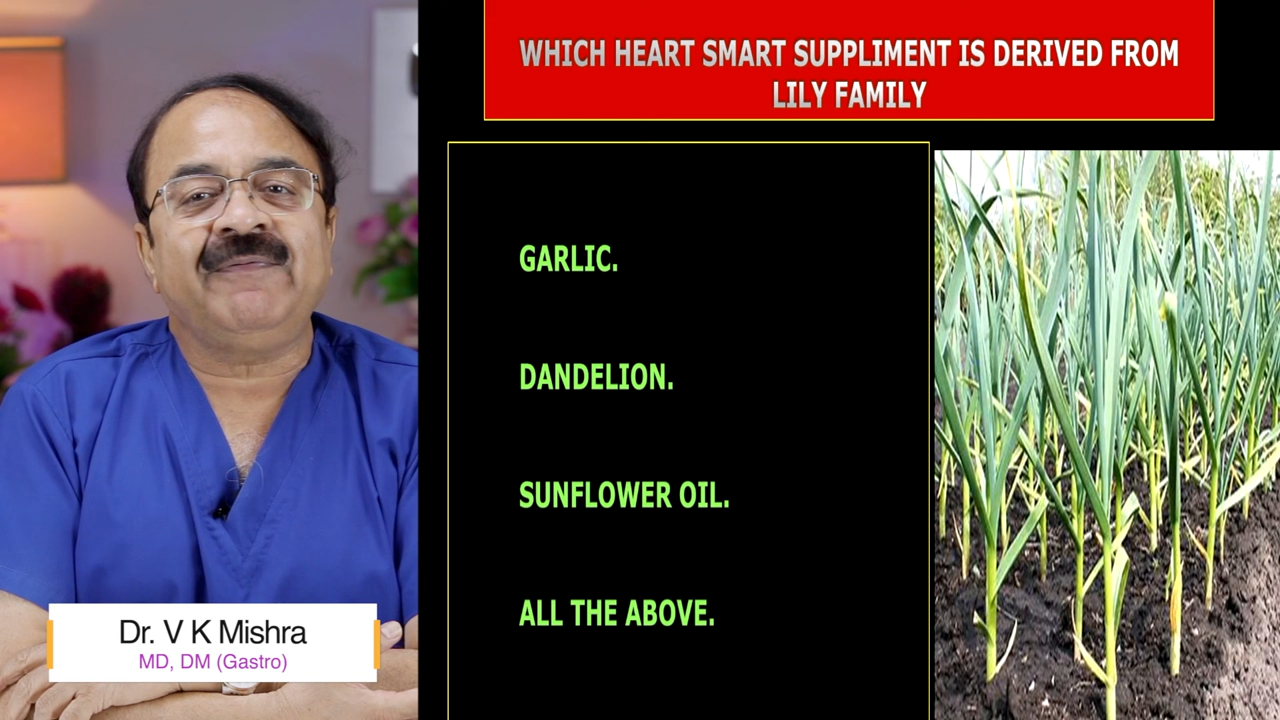 WHICH HEART SMART SUPPLIMENT IS DERIVED FROM
LILY FAMILY
GARLIC.
DANDELION.
SUNFLOWER OIL.
ALL THE ABOVE.
Dr. V K Mishra
MD, DM (Gastro)